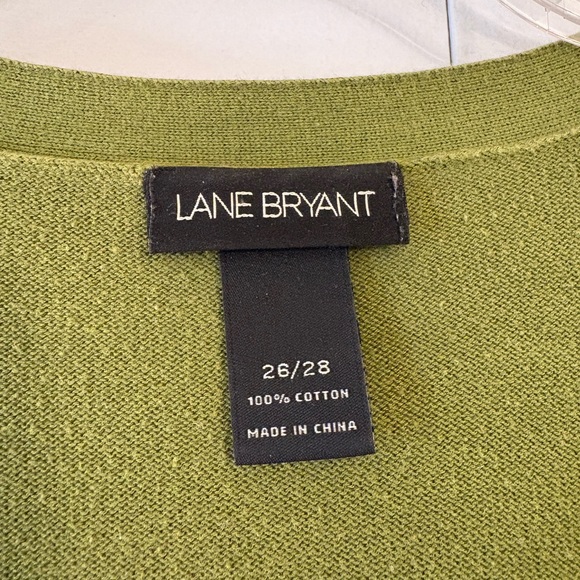 LANE BRYANT
26/28
100% COTTON
MADE IN CHINA